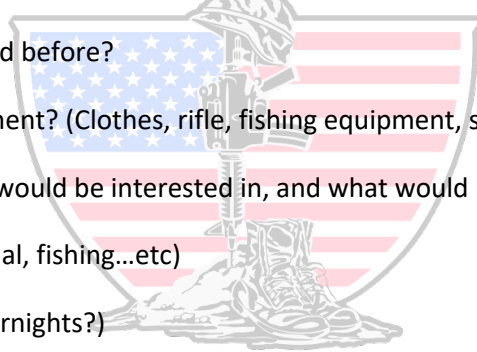 d before?
ment? (Clothes, rifle, fishing equipment, s
would be interested in, and what would
al, fishing...etc)
rnights?)